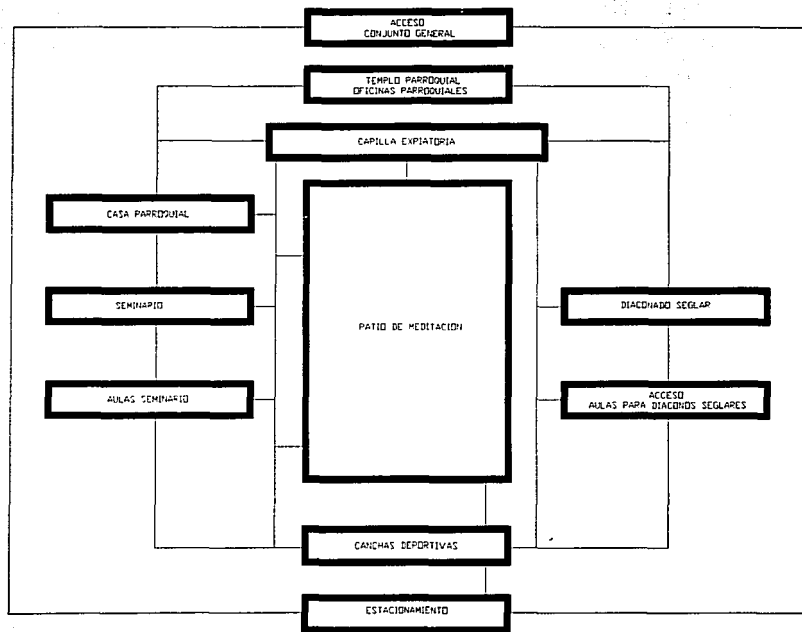 ACCESO
CONJUNTO GENERAL
TEMPLO PARROQUIAL
OFICINAS PARROQUIALES
CAPILLA EXPIATORIA
CASA PARROQUIAL
SEMINARIO
DIACONADO SEGLAR
PATIO DE MEDITACION
AULAS SEMINARIO
ACCESO
AULAS PARA DIACONOS SEGLARES
CANCHAS DEPORTIVAS
ESTACIONAMIENTO